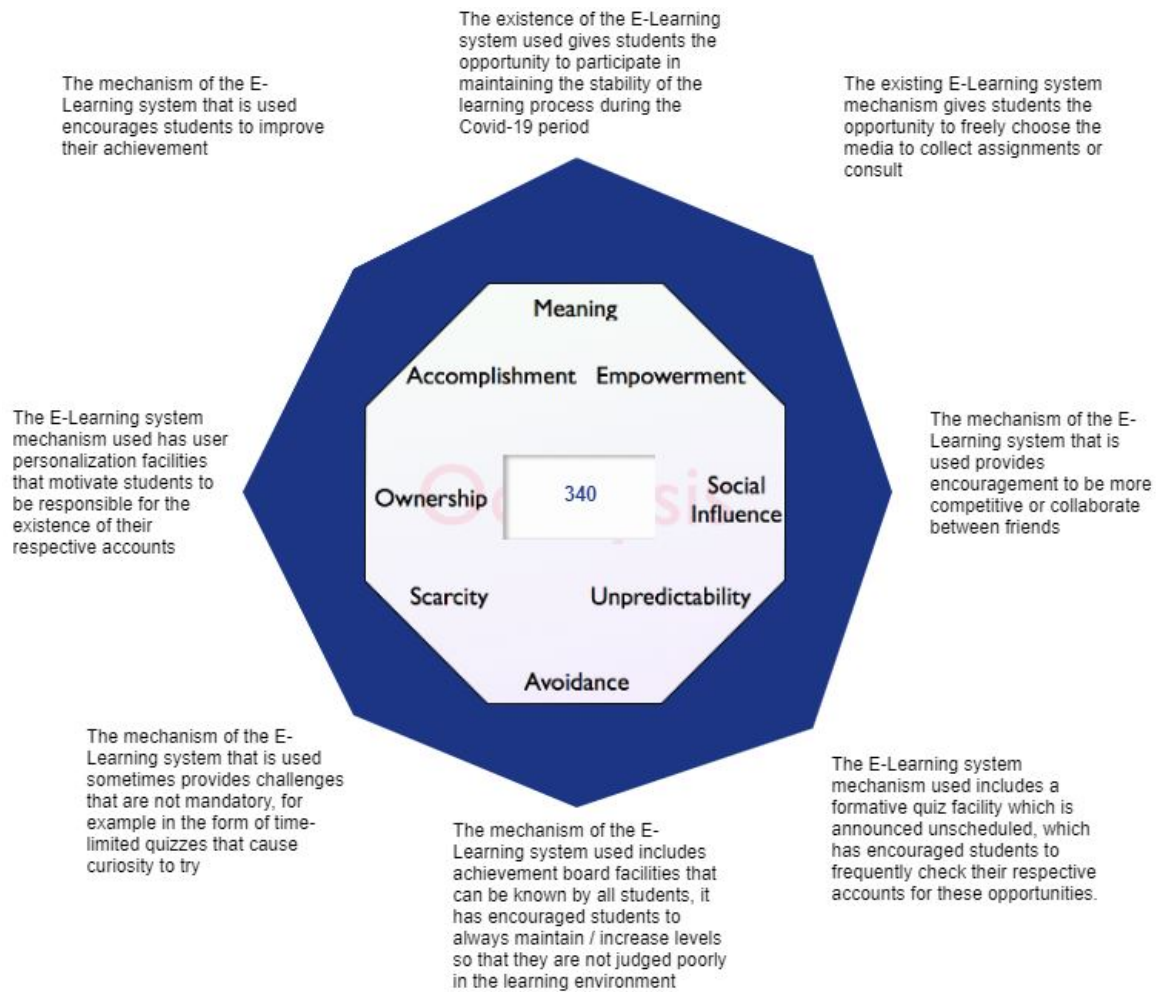 The existence of the E-Learning
system used gives students the
opportunity to participate in
maintaining the stability of the
learning process during the
Covid-19 period
The mechanism of the E-
Learning system that is used
encourages students to improve
their achievement
The existing E-Learning system
mechanism gives students the
opportunity to freely choose the
media to collect assignments or
consult
Meaning
Accomplishment
Empowerment
The E-Learning system
mechanism used has user
personalization facilities
that motivate students to
be responsible for the
existence of their
respective accounts
Ownership
340
Social
Influence
The mechanism of the E-
Learning system that is
used provides
encouragement to be more
competitive or collaborate
between friends
Scarcity
Unpredictability
Avoidance
The mechanism of the E-
Learning system that is used
sometimes provides challenges
that are not mandatory, for
example in the form of time-
limited quizzes that cause
curiosity to try
The mechanism of the E-
Learning system used includes
achievement board facilities that
can be known by all students, it
has encouraged students to
always maintain / increase levels
so that they are not judged poorly
in the learning environment
The E-Learning system
mechanism used includes a
formative quiz facility which is
announced unscheduled, which
has encouraged students to
frequently check their respective
accounts for these opportunities.